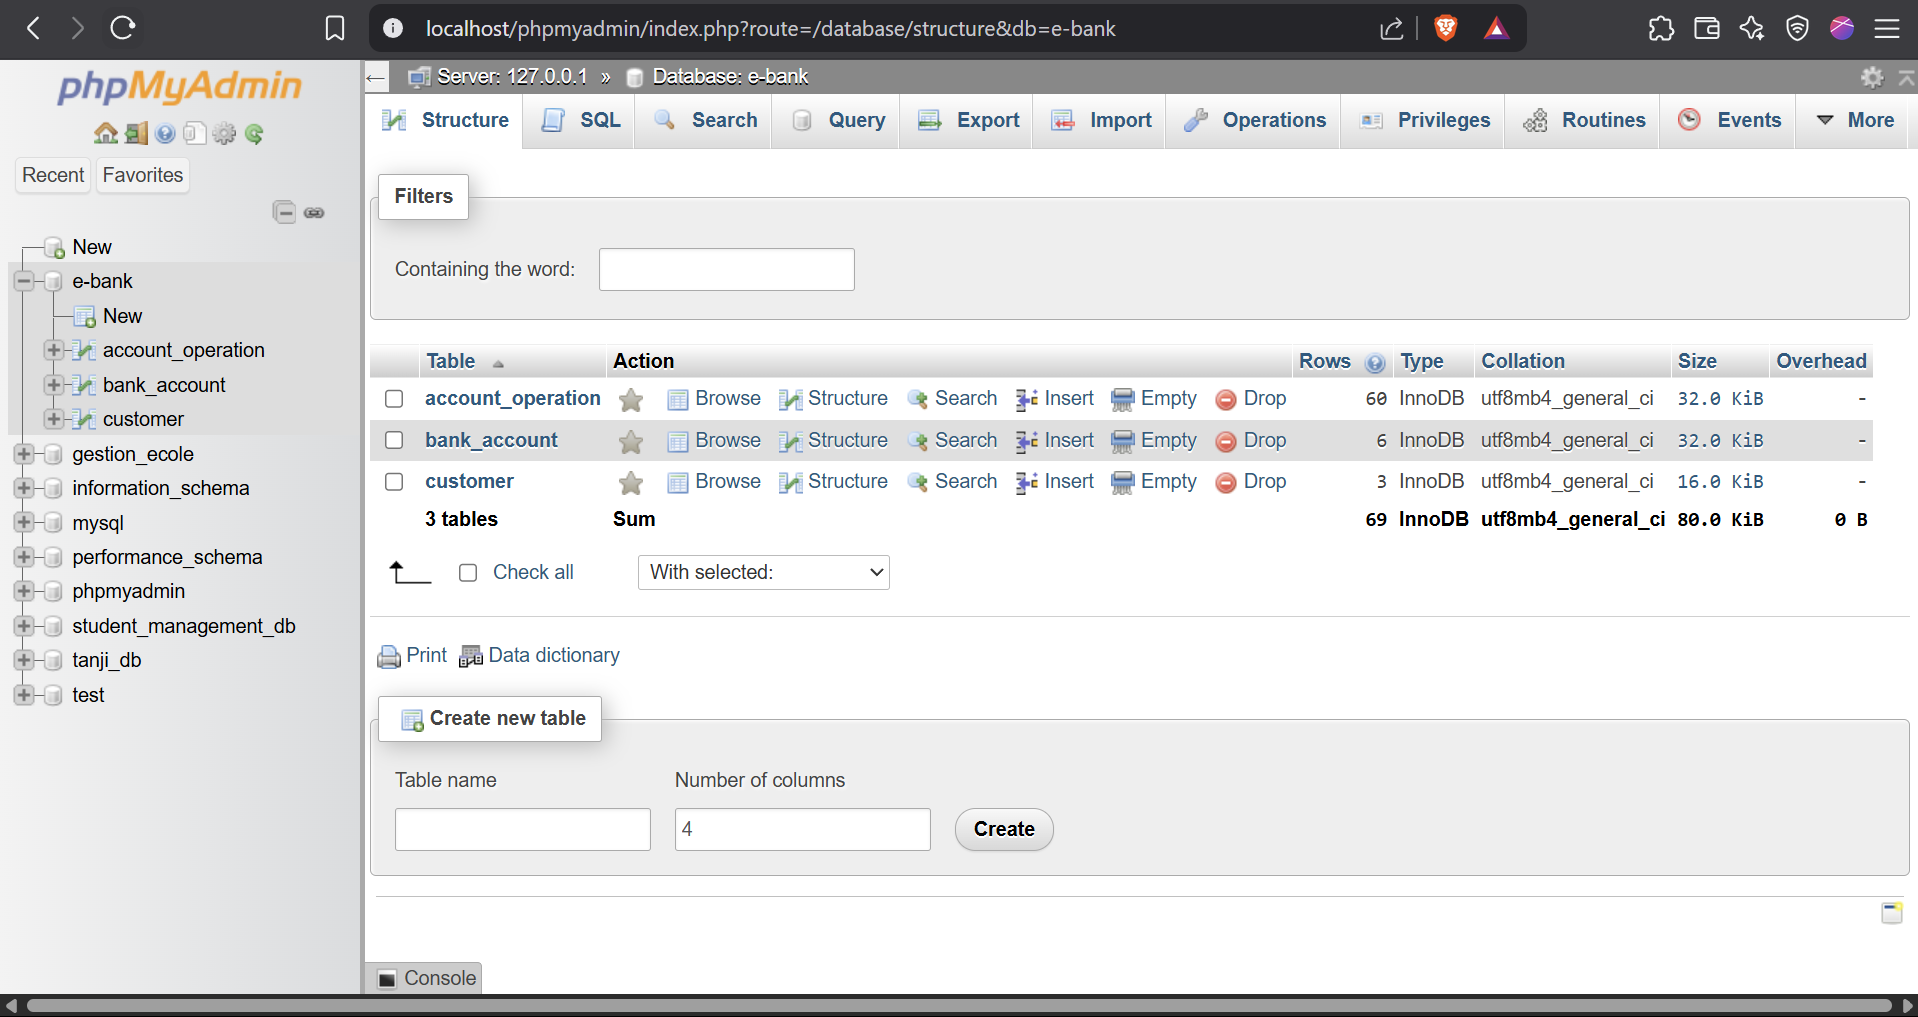 localhost/phpmyadmin/index.php?route=/database/structure&db=e-bank
phpMyAdmin
Recent Favorites
New
e-bank
New
account_operation
bank_account
customer
gestion_ecole
information_schema
mysql
performance_schema
phpmyadmin
student_management_db
tanji_db
test
Server: 127.0.0.1 » Database: e-bank
Structure SQL Search Query Export Import Operations Privileges Routines Events More
Filters
Containing the word:
Table Action Rows Type Collation Size Overhead
account_operation Browse Structure Search Insert Empty Drop 60 InnoDB utf8mb4_general_ci 32.0 KiB -
bank_account Browse Structure Search Insert Empty Drop 6 InnoDB utf8mb4_general_ci 32.0 KiB -
customer Browse Structure Search Insert Empty Drop 3 InnoDB utf8mb4_general_ci 16.0 KiB -
3 tables Sum 69 InnoDB utf8mb4_general_ci 80.0 KiB 0 B
Check all With selected:
Print Data dictionary
Create new table
Table name Number of columns
4 Create
Console